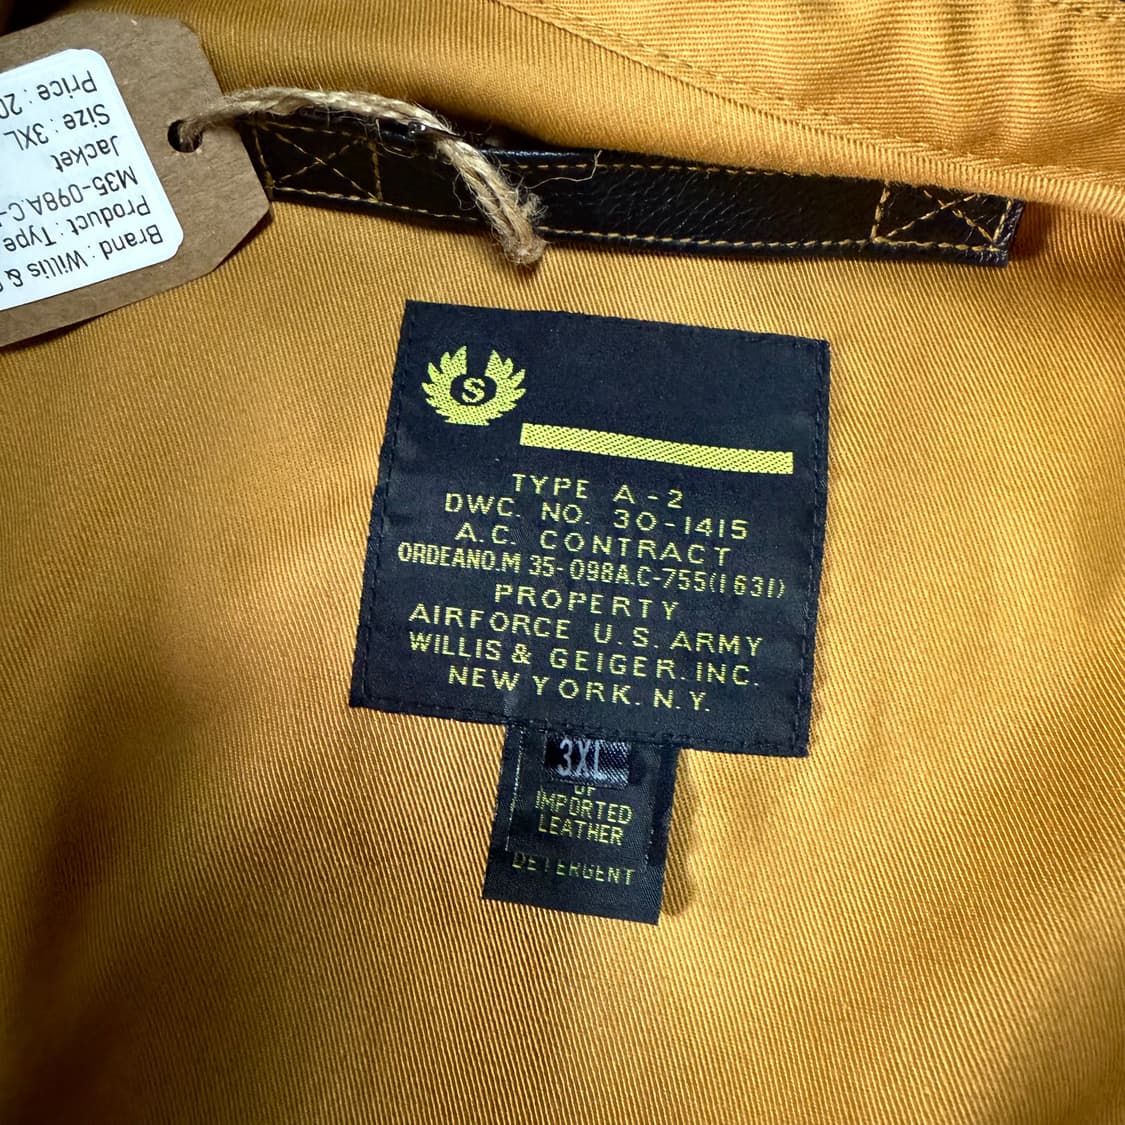 Brand : Willis &
Product : Type
M35-098A.C-
Jacket
Size : 3XL
Price : 20
S
TYPE A-2
DWC. NO. 30-1415
A.C. CONTRACT
ORDEANO.M 35-098A.C-755(1631)
PROPERTY
AIRFORCE U.S. ARMY
WILLIS & GEIGER. INC.
NEW YORK. N.Y.
3XL
OF
IMPORTED
LEATHER
DETERGENT